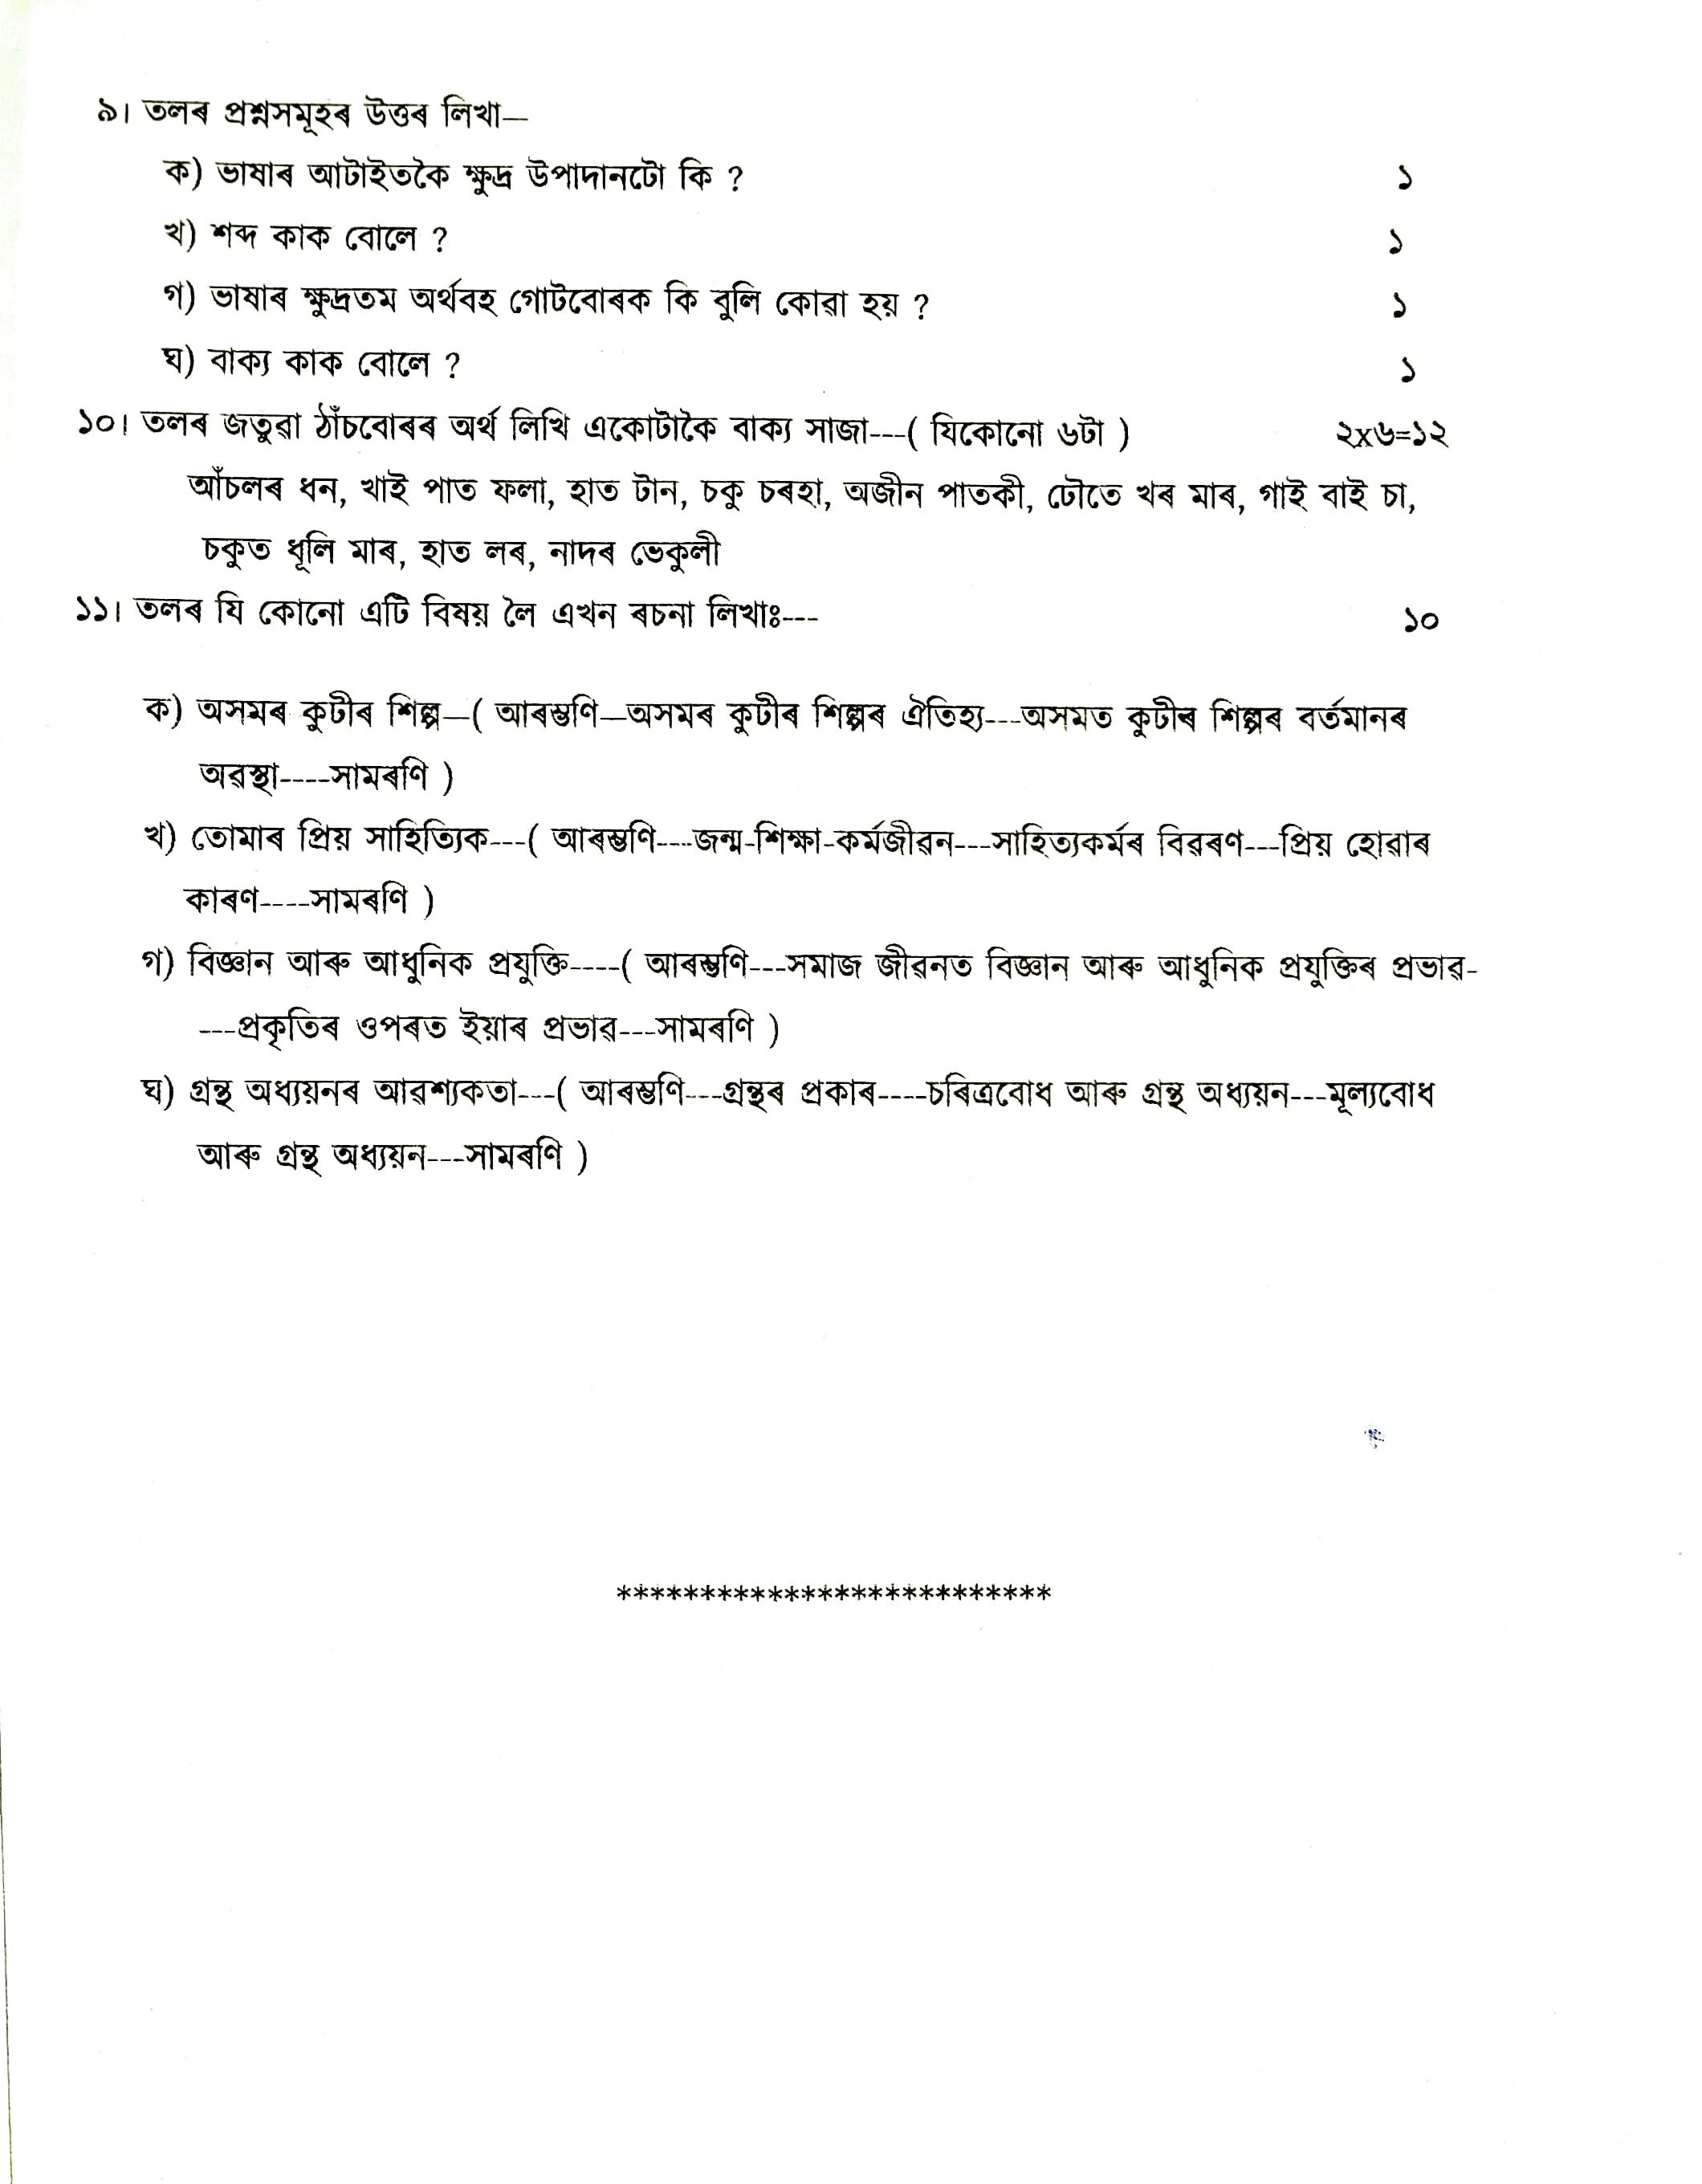 ৯। তলৰ প্ৰশ্নসমূহৰ উত্তৰ লিখা—
ক) ভাষাৰ আটাইতকৈ ক্ষুদ্ৰ উপাদানটো কি ? ১
খ) শব্দ কাক বোলে ? ১
গ) ভাষাৰ ক্ষুদ্ৰতম অৰ্থবহ গোটবোৰক কি বুলি কোৱা হয় ? ১
ঘ) বাক্য কাক বোলে ? ১
১০। তলৰ জতুৱা ঠাঁচবোৰৰ অৰ্থ লিখি একোটাকৈ বাক্য সাজা---( যিকোনো ৬টা ) ২x৬=১২
আঁচলৰ ধন, খাই পাত ফলা, হাত টান, চকু চৰহা, অজীন পাতকী, ঢৌতে খৰ মাৰ, গাই বাই চা,
চকুত ধূলি মাৰ, হাত লৰ, নাদৰ ভেকুলী
১১। তলৰ যি কোনো এটি বিষয় লৈ এখন ৰচনা লিখাঃ--- ১০
ক) অসমৰ কুটীৰ শিল্প—( আৰম্ভণি—অসমৰ কুটীৰ শিল্পৰ ঐতিহ্য---অসমত কুটীৰ শিল্পৰ বৰ্তমানৰ
অৱস্থা----সামৰণি )
খ) তোমাৰ প্ৰিয় সাহিত্যিক---( আৰম্ভণি---জন্ম-শিক্ষা-কৰ্মজীৱন---সাহিত্যকৰ্মৰ বিৱৰণ---প্ৰিয় হোৱাৰ
কাৰণ----সামৰণি )
গ) বিজ্ঞান আৰু আধুনিক প্ৰযুক্তি----( আৰম্ভণি---সমাজ জীৱনত বিজ্ঞান আৰু আধুনিক প্ৰযুক্তিৰ প্ৰভাৱ-
---প্ৰকৃতিৰ ওপৰত ইয়াৰ প্ৰভাৱ---সামৰণি )
ঘ) গ্ৰন্থ অধ্যয়নৰ আৱশ্যকতা---( আৰম্ভণি---গ্ৰন্থৰ প্ৰকাৰ----চৰিত্ৰবোধ আৰু গ্ৰন্থ অধ্যয়ন---মূল্যবোধ
আৰু গ্ৰন্থ অধ্যয়ন---সামৰণি )
**************************